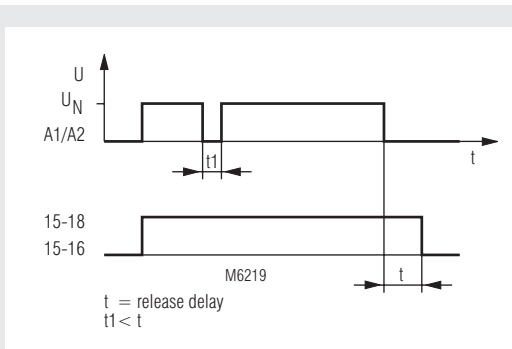 U
UN
A1/A2
t1
t
15-18
15-16
M6219
t
t = release delay
t1< t